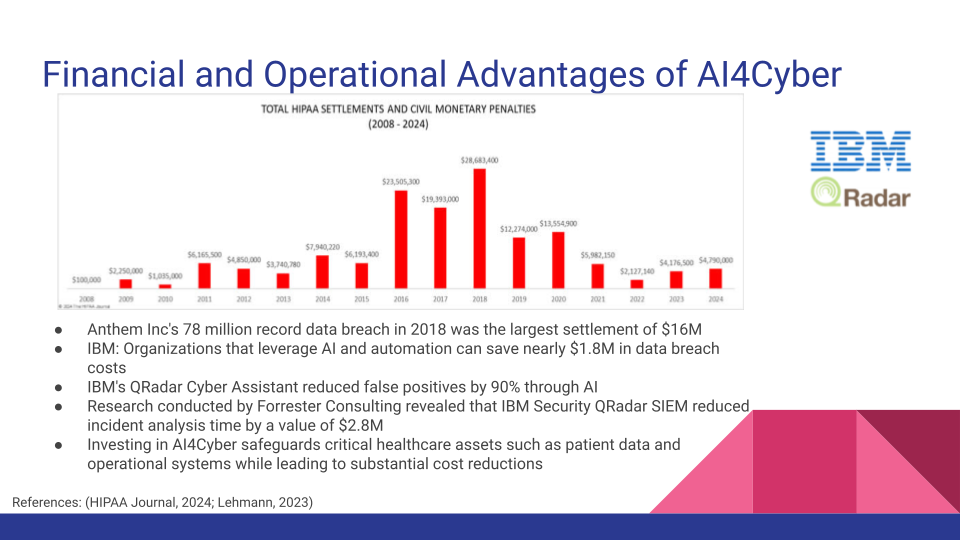 Financial and Operational Advantages of AI4Cyber
TOTAL HIPAA SETTLEMENTS AND CIVIL MONETARY PENALTIES
(2008 - 2024)
$28,683,400
$23,505,300
$19,393,000
$12,274,000
$13,554,900
$7,940,220
$6,165,500
$6,193,400
$5,982,150
$4,850,000
$4,176,500
$4,790,000
$3,740,780
$2,250,000
$1,035,000
$2,127,140
$100,000
2008 2009 2010 2011 2012 2013 2014 2015 2016 2017 2018 2019 2020 2021 2022 2023 2024
© 2024 The HIPAA Journal
IBM
QRadar
● Anthem Inc's 78 million record data breach in 2018 was the largest settlement of $16M
● IBM: Organizations that leverage AI and automation can save nearly $1.8M in data breach
costs
● IBM's QRadar Cyber Assistant reduced false positives by 90% through AI
● Research conducted by Forrester Consulting revealed that IBM Security QRadar SIEM reduced
incident analysis time by a value of $2.8M
● Investing in AI4Cyber safeguards critical healthcare assets such as patient data and
operational systems while leading to substantial cost reductions
References: (HIPAA Journal, 2024; Lehmann, 2023)